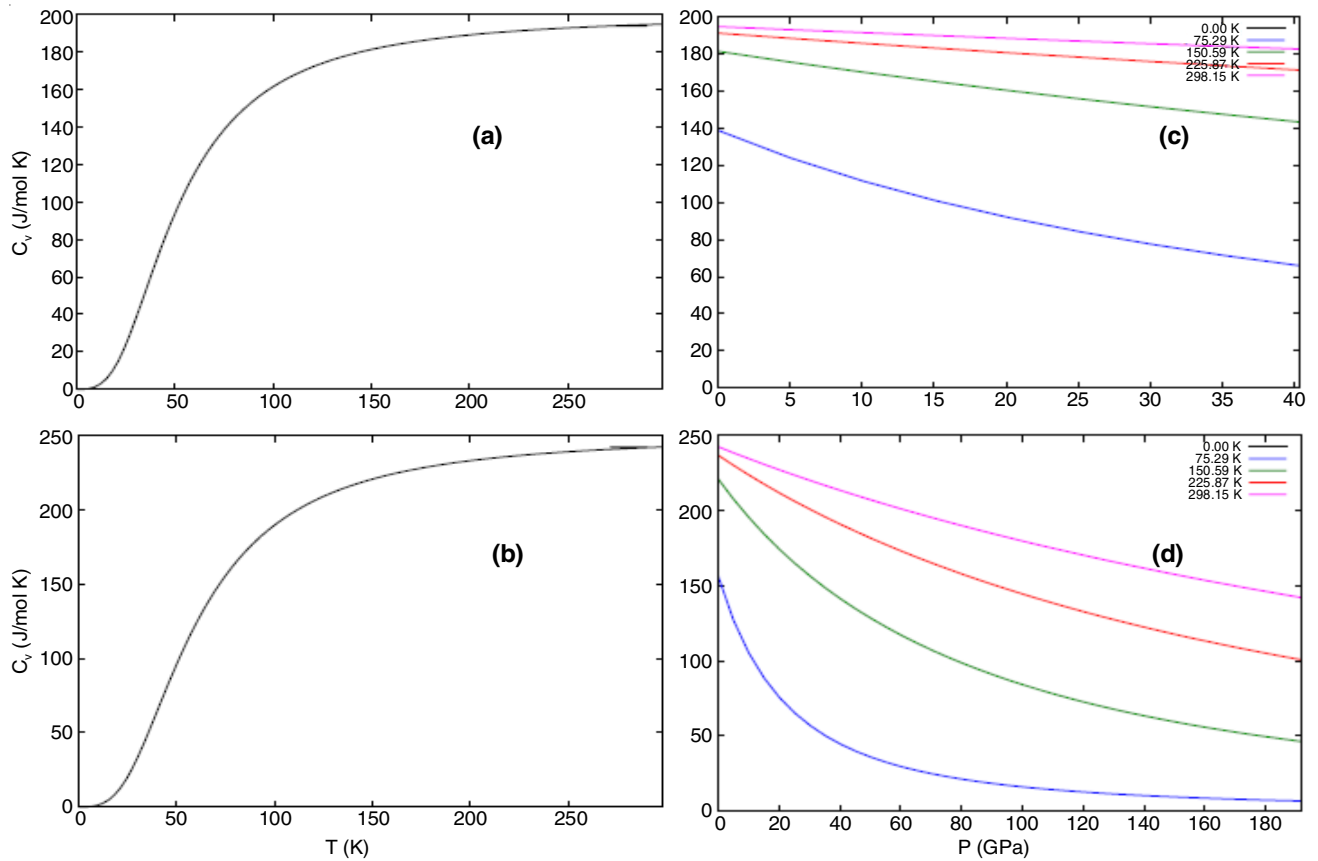 200
180
160
140
120
100
80
60
40
20
0
0 50 100 150 200 250
(a)
C_v (J/mol K)
200
180
160
140
120
100
80
60
40
20
0
0 5 10 15 20 25 30 35 40
0.00 K
75.29 K
150.59 K
225.87 K
298.15 K
(c)
250
200
150
100
50
0
0 50 100 150 200 250
(b)
C_v (J/mol K)
T (K)
250
200
150
100
50
0
0 20 40 60 80 100 120 140 160 180
0.00 K
75.29 K
150.59 K
225.87 K
298.15 K
(d)
P (GPa)